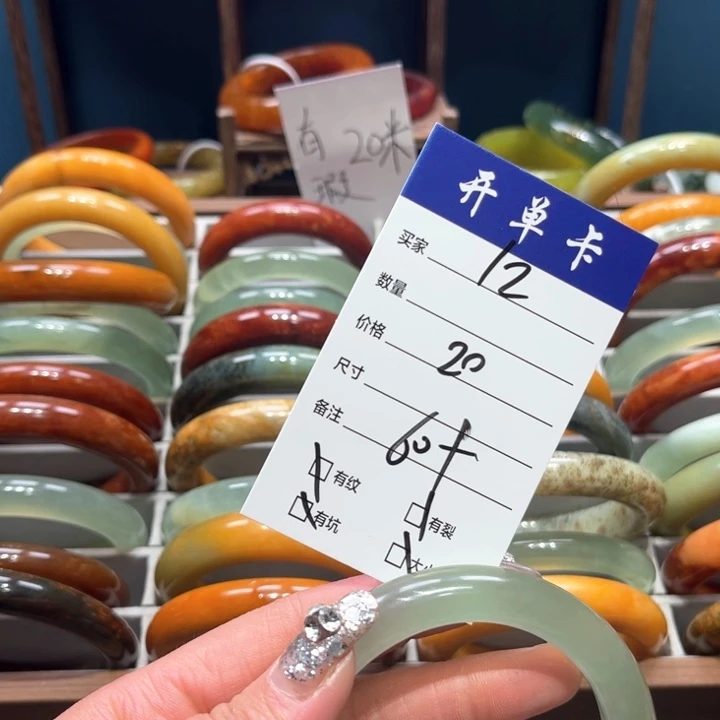 有 20米
瑕
开单卡
买家 12
数量
价格 20
尺寸
备注 60+
有纹
有坑 有裂